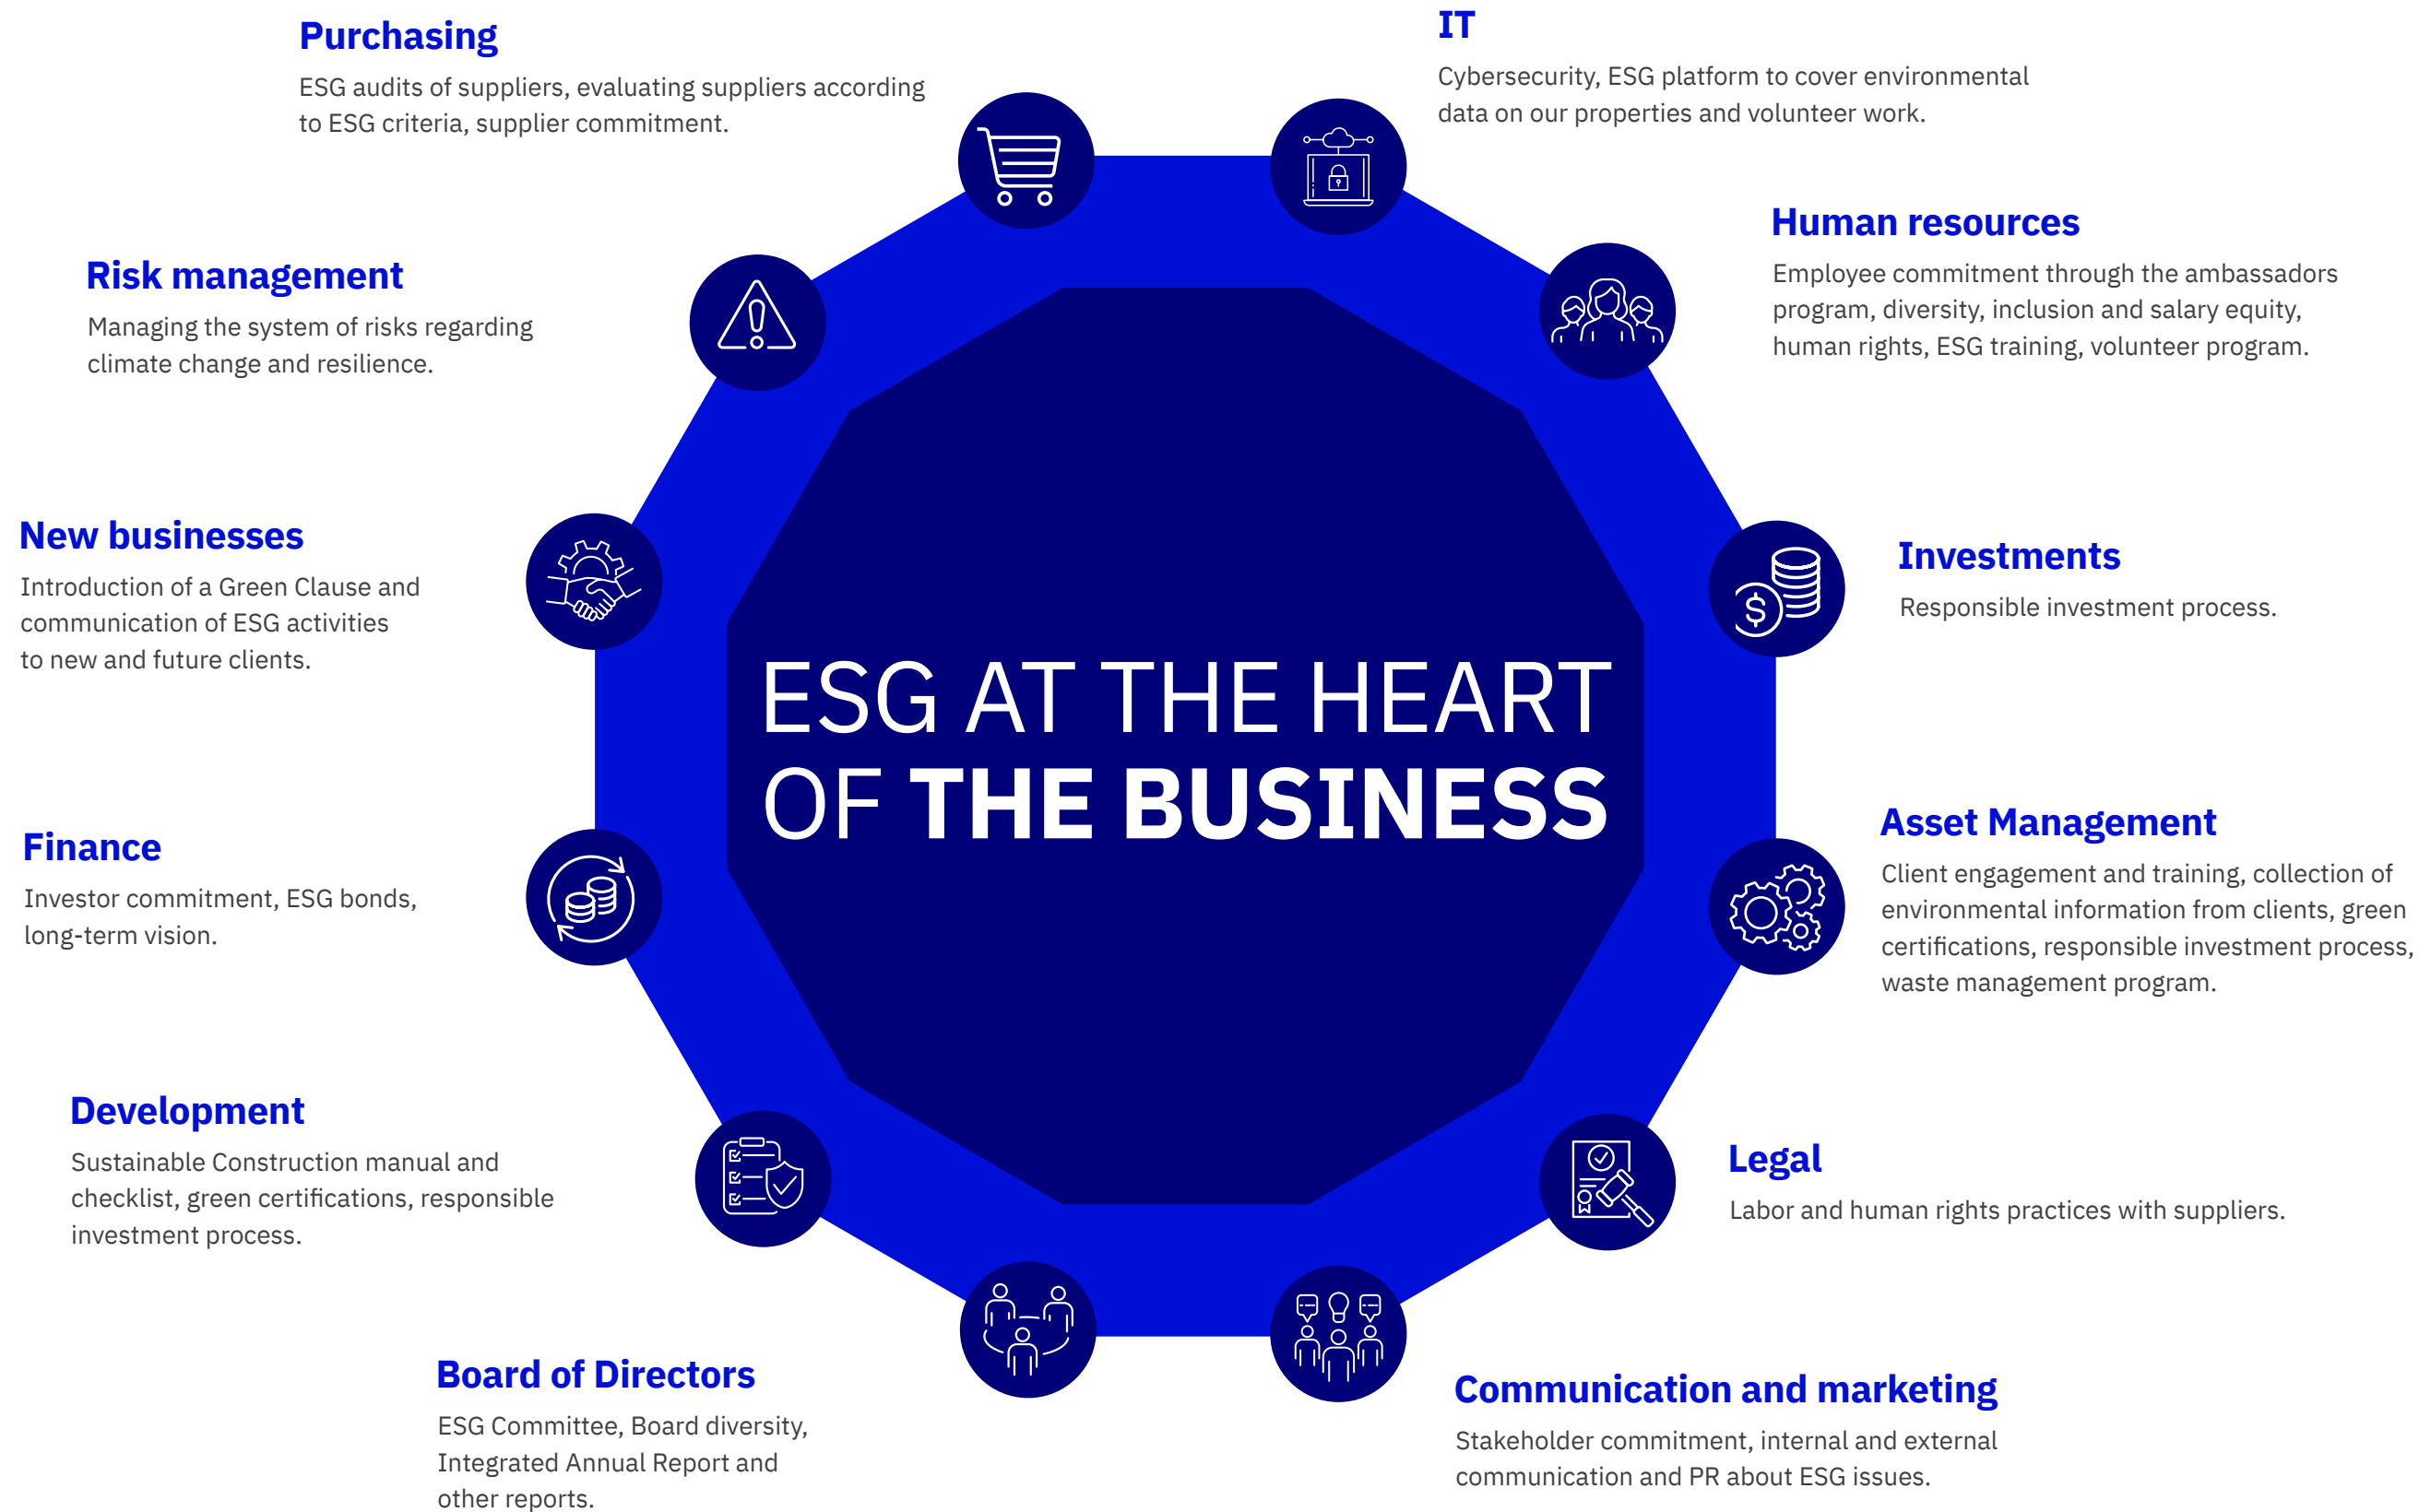 Purchasing
ESG audits of suppliers, evaluating suppliers according
to ESG criteria, supplier commitment.
IT
Cybersecurity, ESG platform to cover environmental
data on our properties and volunteer work.
Human resources
Employee commitment through the ambassadors
program, diversity, inclusion and salary equity,
human rights, ESG training, volunteer program.
Risk management
Managing the system of risks regarding
climate change and resilience.
New businesses
Introduction of a Green Clause and
communication of ESG activities
to new and future clients.
Investments
Responsible investment process.
ESG AT THE HEART
OF THE BUSINESS
Finance
Investor commitment, ESG bonds,
long-term vision.
Asset Management
Client engagement and training, collection of
environmental information from clients, green
certifications, responsible investment process,
waste management program.
Development
Sustainable Construction manual and
checklist, green certifications, responsible
investment process.
Legal
Labor and human rights practices with suppliers.
Board of Directors
ESG Committee, Board diversity,
Integrated Annual Report and
other reports.
Communication and marketing
Stakeholder commitment, internal and external
communication and PR about ESG issues.